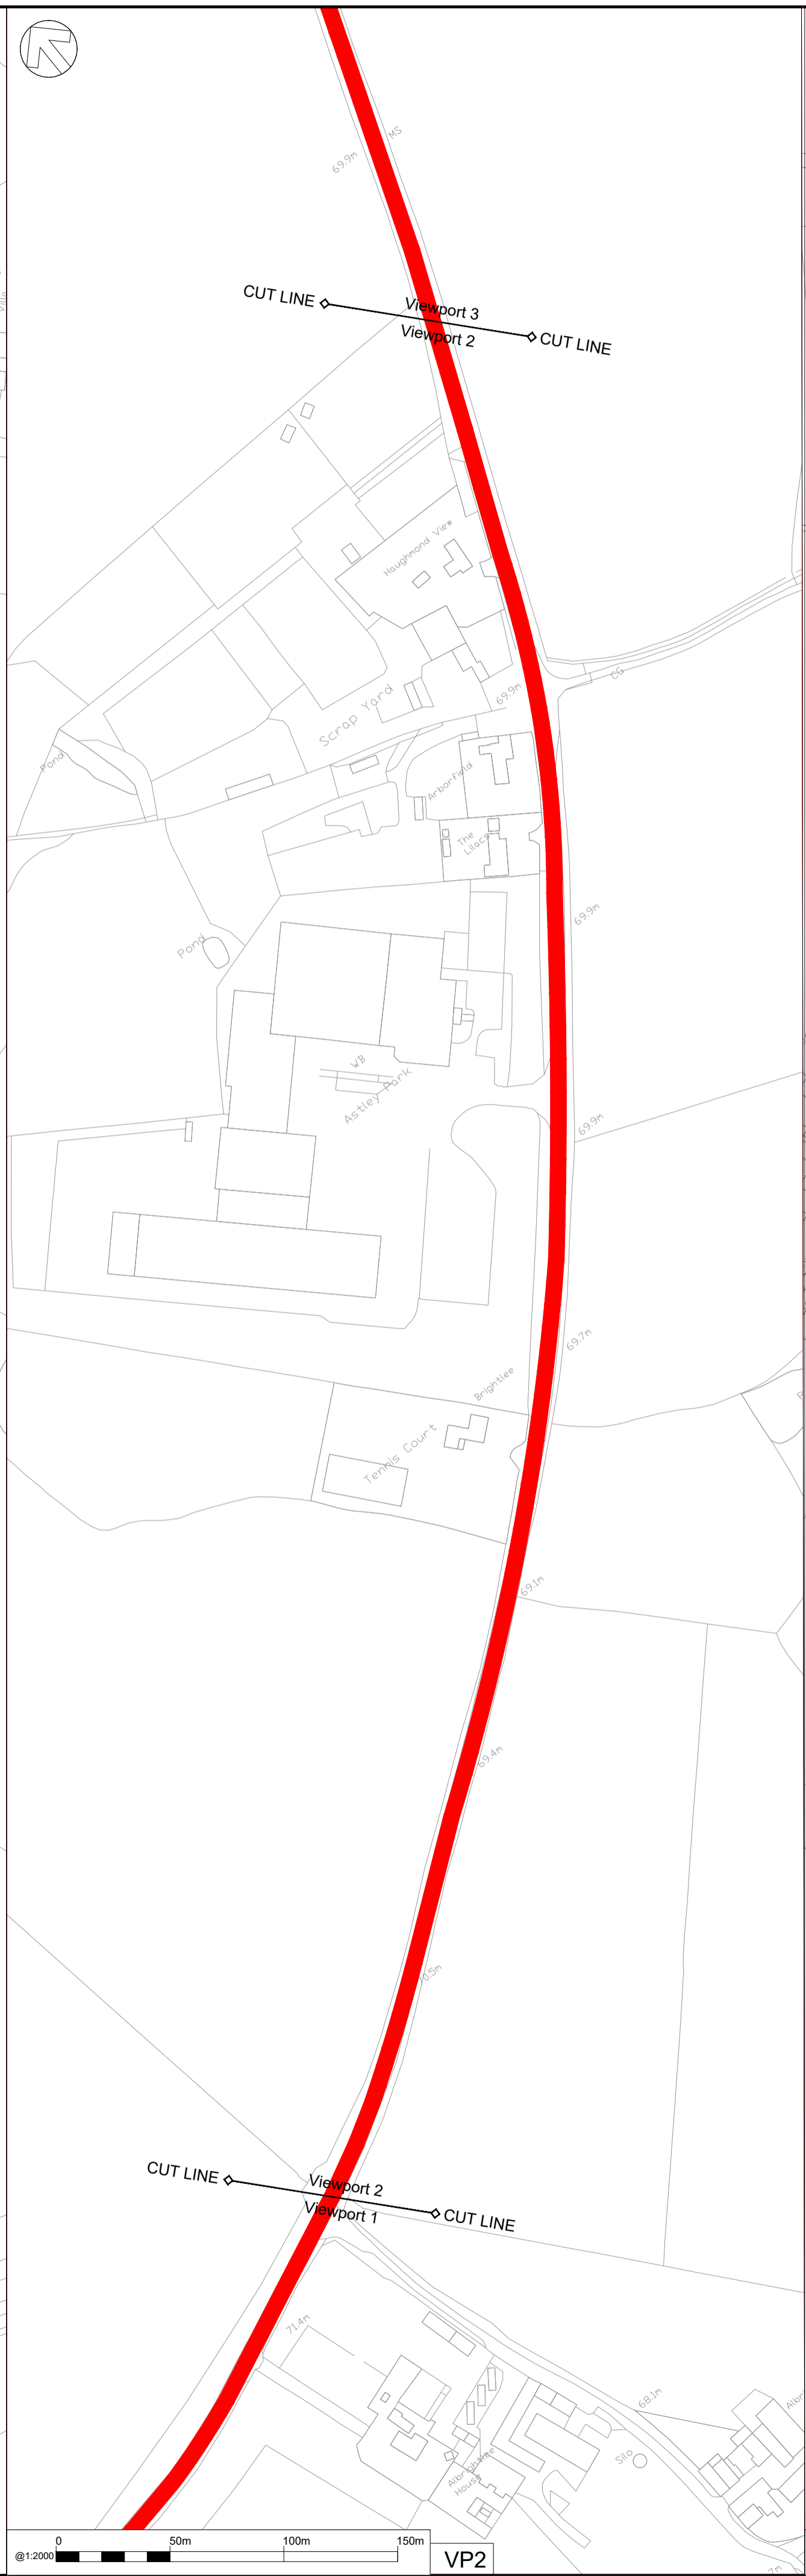 MS
69.9m
CUT LINE
Viewport 3
Viewport 2
CUT LINE
Haughmond View
CG
69.9m
Scrap Yard
Pond
Arborfield
The
Lilacs
69.9m
Pond
WB
Astley Park
69.9m
69.7m
Brightlee
Tennis Court
69.1m
69.4m
0.5m
CUT LINE
Viewport 2
Viewport 1
CUT LINE
71.4m
68.1m
Albrightlee
House
Silo
0 50m 100m 150m
@1:2000
VP2